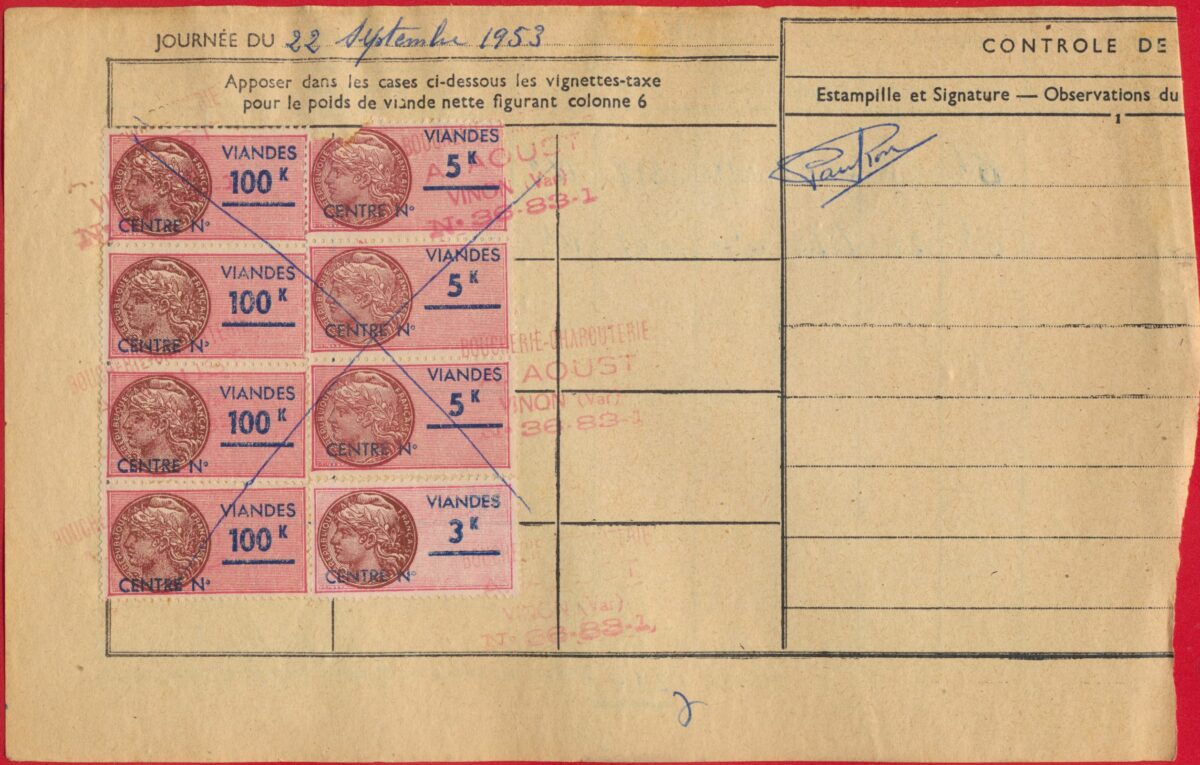 JOURNÉE DU 22 Septembre 1953
Apposer dans les cases ci-dessous les vignettes-taxe
pour le poids de viande nette figurant colonne 6
CONTRÔLE DE
Estampille et Signature — Observations du
1
VIANDES
100 K
CENTRE N°
VIANDES
5 K
CENTRE N°
A. AOUST
VINON (Var)
N° 36-83-1
VIANDES
100 K
CENTRE N°
VIANDES
5 K
CENTRE N°
BOUCHERIE-CHARCUTERIE
AOUST
VINON (Var)
N° 36-83-1
VIANDES
100 K
CENTRE N°
VIANDES
5 K
CENTRE N°
VIANDES
100 K
CENTRE N°
VIANDES
3 K
CENTRE N°
BOUCHERIE
VINON (Var)
N° 36-83-1